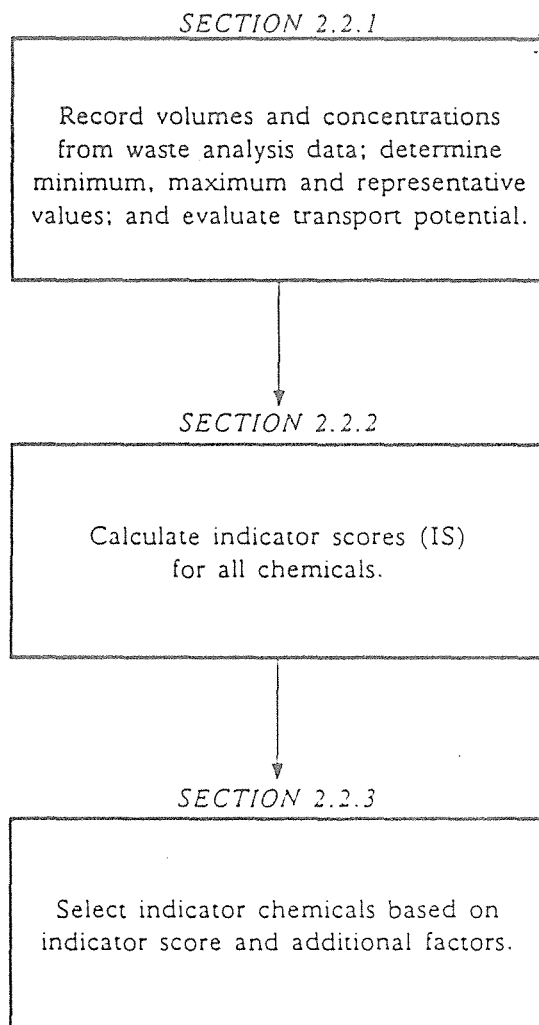 SECTION 2.2.1
Record volumes and concentrations
from waste analysis data; determine
minimum, maximum and representative
values; and evaluate transport potential.
SECTION 2.2.2
Calculate indicator scores (IS)
for all chemicals.
SECTION 2.2.3
Select indicator chemicals based on
indicator score and additional factors.